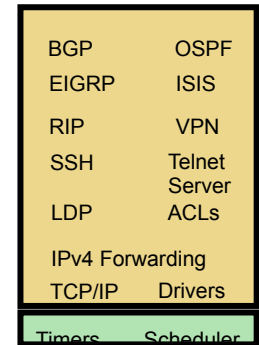 BGP OSPF
EIGRP ISIS
RIP VPN
SSH Telnet
Server
LDP ACLs
IPv4 Forwarding
TCP/IP Drivers
Timers Scheduler